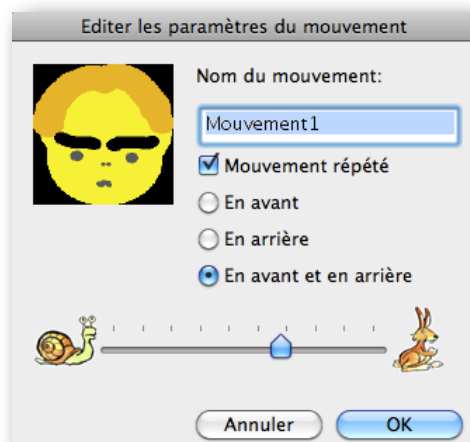 Editer les paramètres du mouvement
Nom du mouvement:
Mouvement1
Mouvement répété
En avant
En arrière
En avant et en arrière
Annuler
OK